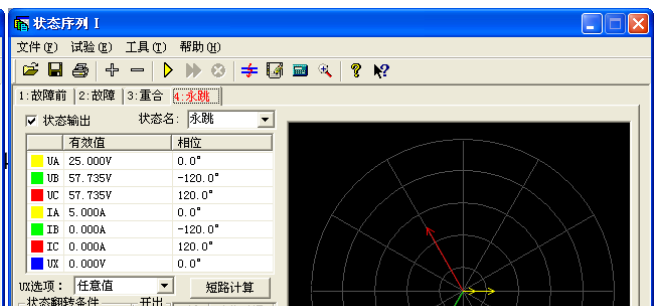 状态序列 I
文件(F) 试验(E) 工具(T) 帮助(H)
1:故障前 2:故障 3:重合 4:永跳
状态输出 状态名: 永跳
有效值 相位
UA 25.000V 0.0°
UB 57.735V -120.0°
UC 57.735V 120.0°
IA 5.000A 0.0°
IB 0.000A -120.0°
IC 0.000A 120.0°
UX 0.000V 0.0°
UX选项: 任意值 短路计算
状态翻转条件 开出